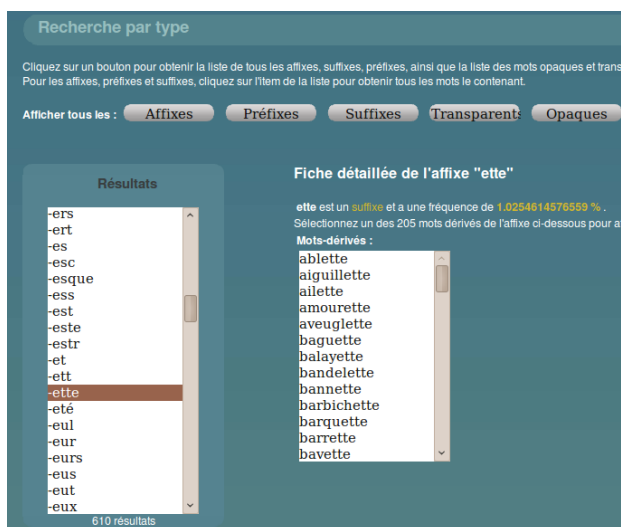 Recherche par type
Cliquez sur un bouton pour obtenir la liste de tous les affixes, suffixes, préfixes, ainsi que la liste des mots opaques et trans
Pour les affixes, préfixes et suffixes, cliquez sur l'item de la liste pour obtenir tous les mots le contenant.
Afficher tous les : Affixes Préfixes Suffixes Transparents Opaques
Résultats
-ers
-ert
-es
-esc
-esque
-ess
-est
-este
-estr
-et
-ett
-ette
-eté
-eul
-eur
-eurs
-eus
-eut
-eux
610 résultats
Fiche détaillée de l'affixe "ette"
ette est un suffixe et a une fréquence de 1.0254614576559 % .
Sélectionnez un des 205 mots dérivés de l'affixe ci-dessous pour a
Mots-dérivés :
ablette
aiguillette
ailette
amourette
aveuglette
baguette
balayette
bandelette
bannette
barbichette
barquette
barrette
bavette